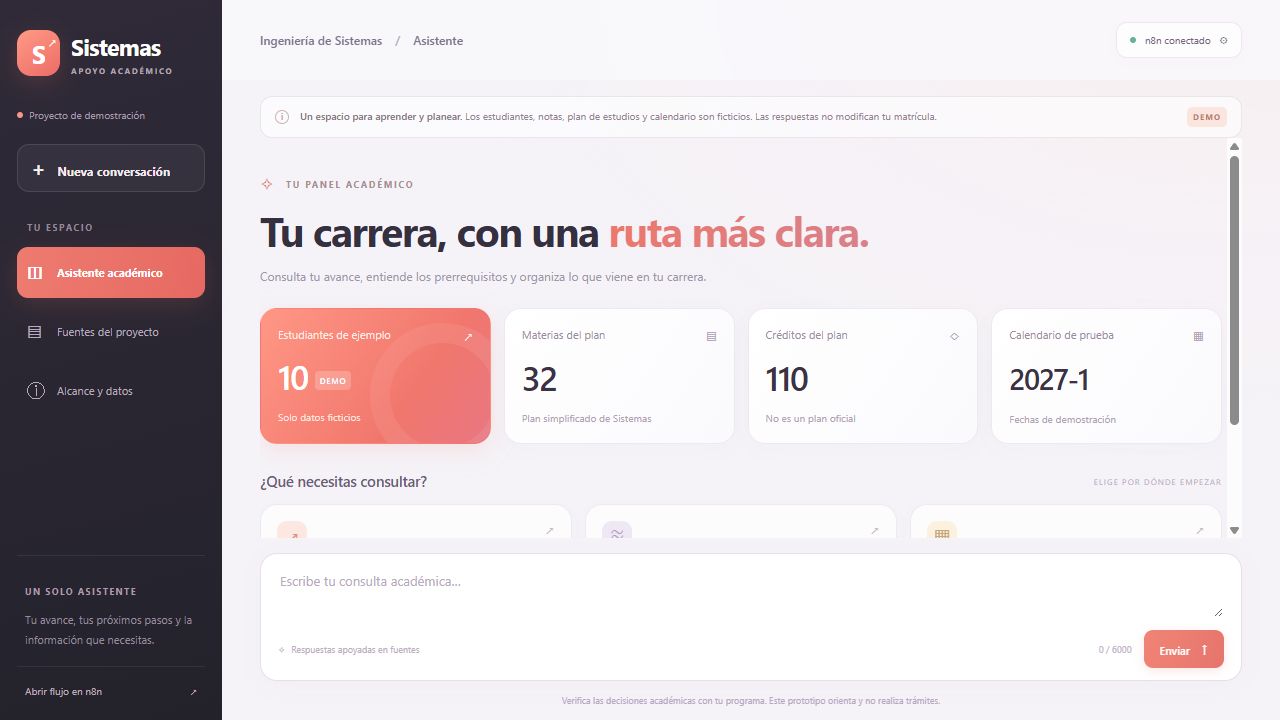 S
Sistemas
APOYO ACADÉMICO
Proyecto de demostración
+ Nueva conversación
TU ESPACIO
Asistente académico
Fuentes del proyecto
Alcance y datos
UN SOLO ASISTENTE
Tu avance, tus próximos pasos y la
información que necesitas.
Abrir flujo en n8n ↗
Ingeniería de Sistemas / Asistente
n8n conectado
Un espacio para aprender y planear. Los estudiantes, notas, plan de estudios y calendario son ficticios. Las respuestas no modifican tu matrícula.
DEMO
TU PANEL ACADÉMICO
Tu carrera, con una ruta más clara.
Consulta tu avance, entiende los prerrequisitos y organiza lo que viene en tu carrera.
Estudiantes de ejemplo ↗
10 DEMO
Solo datos ficticios
Materias del plan
32
Plan simplificado de Sistemas
Créditos del plan
110
No es un plan oficial
Calendario de prueba
2027-1
Fechas de demostración
¿Qué necesitas consultar?
ELIGE POR DÓNDE EMPEZAR
Escribe tu consulta académica...
Respuestas apoyadas en fuentes
0 / 6000
Enviar ↑
Verifica las decisiones académicas con tu programa. Este prototipo orienta y no realiza trámites.